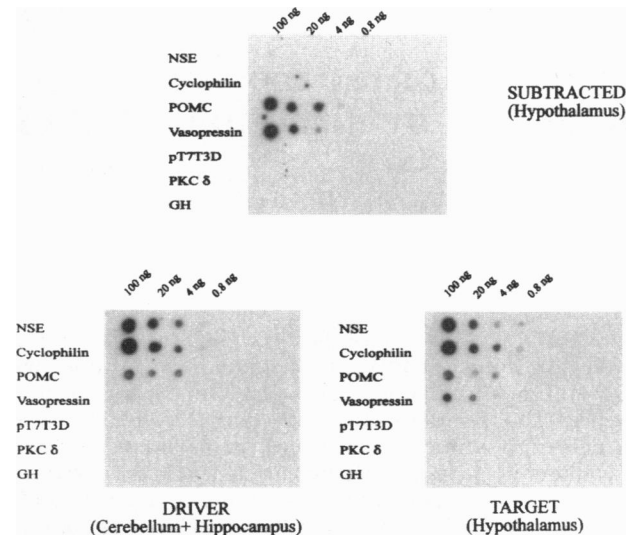 100 ng 20 ng 4 ng 0.8 ng
NSE
Cyclophilin
POMC
Vasopressin
pT7T3D
PKC δ
GH
SUBTRACTED
(Hypothalamus)
100 ng 20 ng 4 ng 0.8 ng
NSE
Cyclophilin
POMC
Vasopressin
pT7T3D
PKC δ
GH
DRIVER
(Cerebellum+ Hippocampus)
100 ng 20 ng 4 ng 0.8 ng
NSE
Cyclophilin
POMC
Vasopressin
pT7T3D
PKC δ
GH
TARGET
(Hypothalamus)